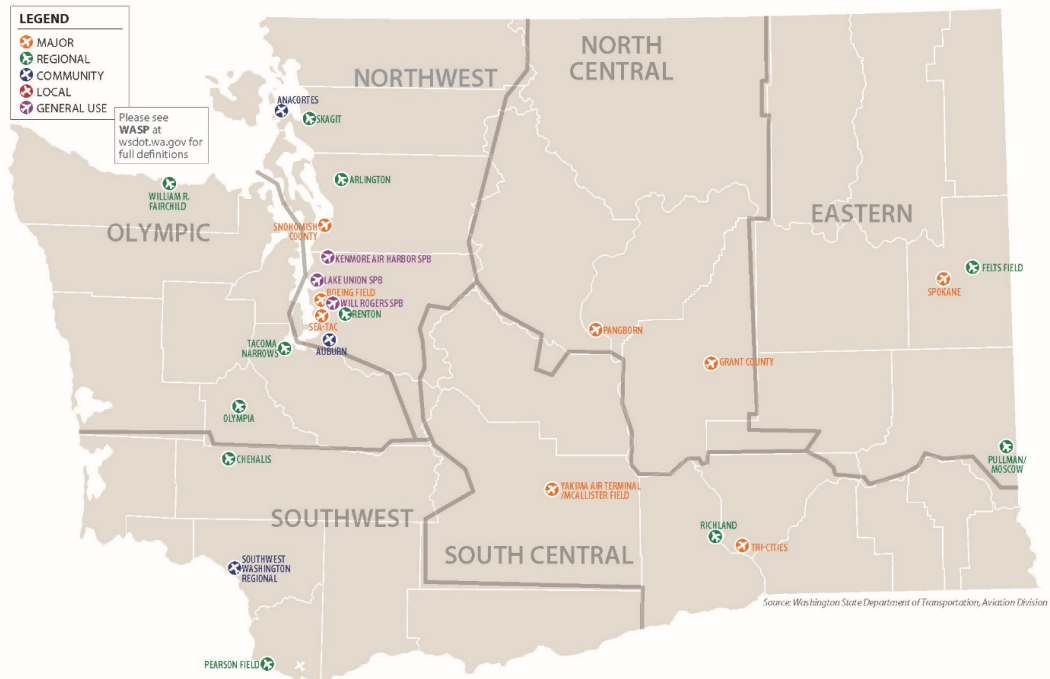 LEGEND
MAJOR
REGIONAL
COMMUNITY
LOCAL
GENERAL USE
Please see
WASP at
wsdot.wa.gov for
full definitions
NORTHWEST
NORTH
CENTRAL
ANACORTES
SKAGIT
ARLINGTON
WILLIAM R.
FAIRCHILD
OLYMPIC
SNOHOMISH
COUNTY
EASTERN
KENMORE AIR HARBOR SPB
LAKE UNION SPB
BOEING FIELD
WILL ROGERS SPB
RENTON
SEA-TAC
AUBURN
TACOMA
NARROWS
FELTS FIELD
SPOKANE
PANGBORN
GRANT COUNTY
OLYMPIA
CHEHALIS
PULLMAN/
MOSCOW
YAKIMA AIR TERMINAL
/MCALLISTER FIELD
SOUTHWEST
SOUTH CENTRAL
RICHLAND
TRI-CITIES
SOUTHWEST
WASHINGTON
REGIONAL
Source: Washington State Department of Transportation, Aviation Division
PEARSON FIELD